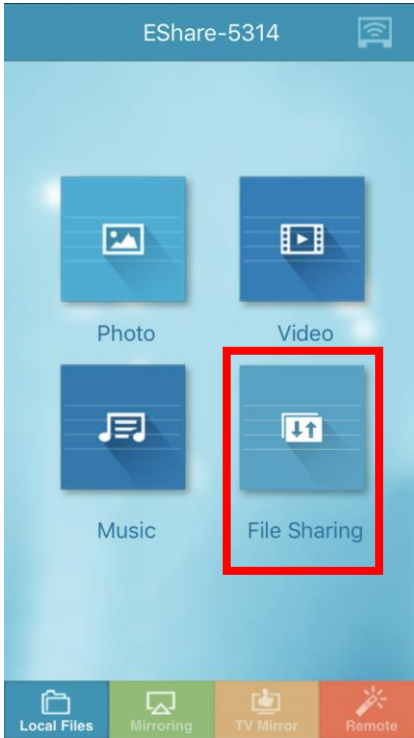 EShare-5314
Photo
Video
Music
File Sharing
Local Files
Mirroring
TV Mirror
Remote